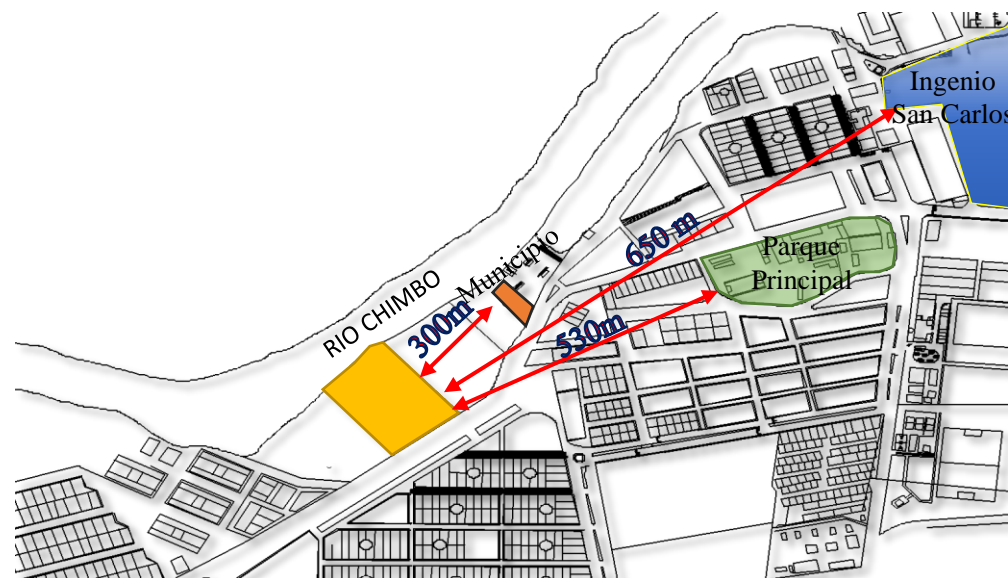 Ingenio
San Carlos
650 m
Parque
Principal
Municipio
RIO CHIMBO
300m
530m